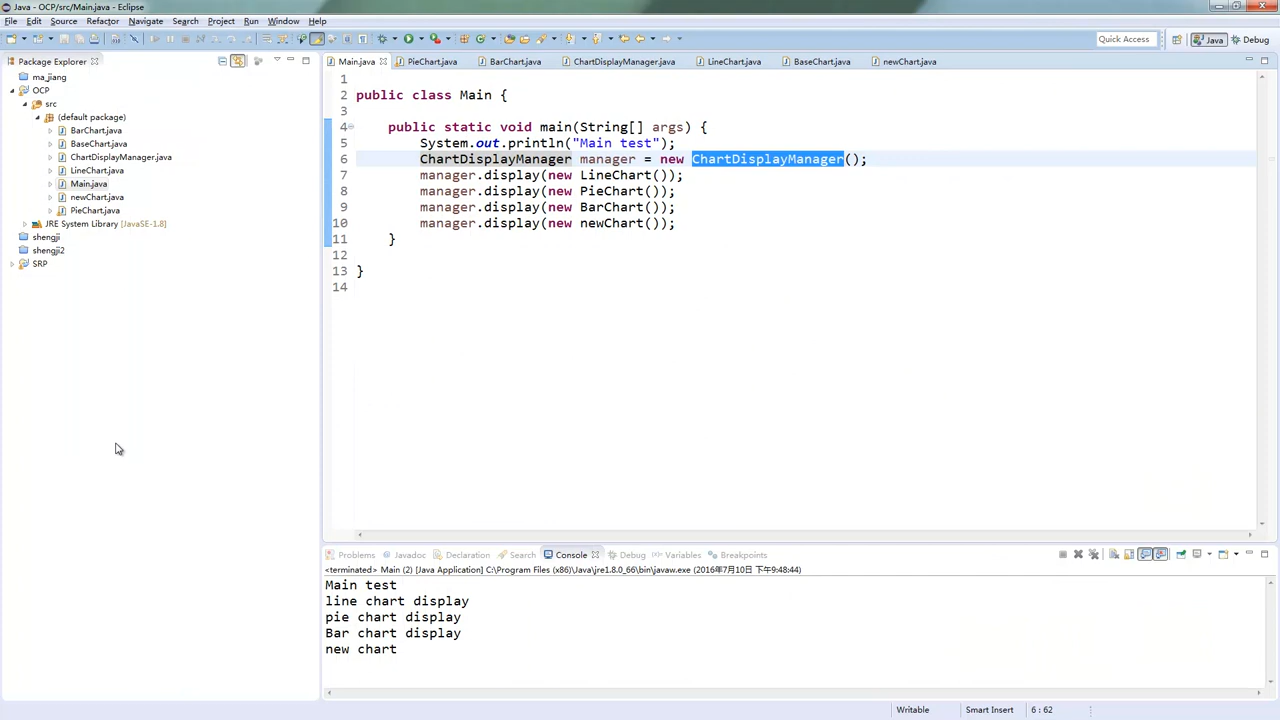 Java - OCP/src/Main.java - Eclipse
File Edit Source Refactor Navigate Search Project Run Window Help
Quick Access Java Debug
Package Explorer
ma_jiang
OCP
src
(default package)
BarChart.java
BaseChart.java
ChartDisplayManager.java
LineChart.java
Main.java
newChart.java
PieChart.java
JRE System Library [JavaSE-1.8]
shengji
shengji2
SRP
Main.java PieChart.java BarChart.java ChartDisplayManager.java LineChart.java BaseChart.java newChart.java
1
2 public class Main {
3
4 public static void main(String[] args) {
5 System.out.println("Main test");
6 ChartDisplayManager manager = new ChartDisplayManager();
7 manager.display(new LineChart());
8 manager.display(new PieChart());
9 manager.display(new BarChart());
10 manager.display(new newChart());
11 }
12
13 }
14
Problems Javadoc Declaration Search Console Debug Variables Breakpoints
<terminated> Main (2) [Java Application] C:\Program Files (x86)\Java\jre1.8.0_66\bin\javaw.exe (2016年7月10日 下午9:48:44)
Main test
line chart display
pie chart display
Bar chart display
new chart
Writable Smart Insert 6 : 62